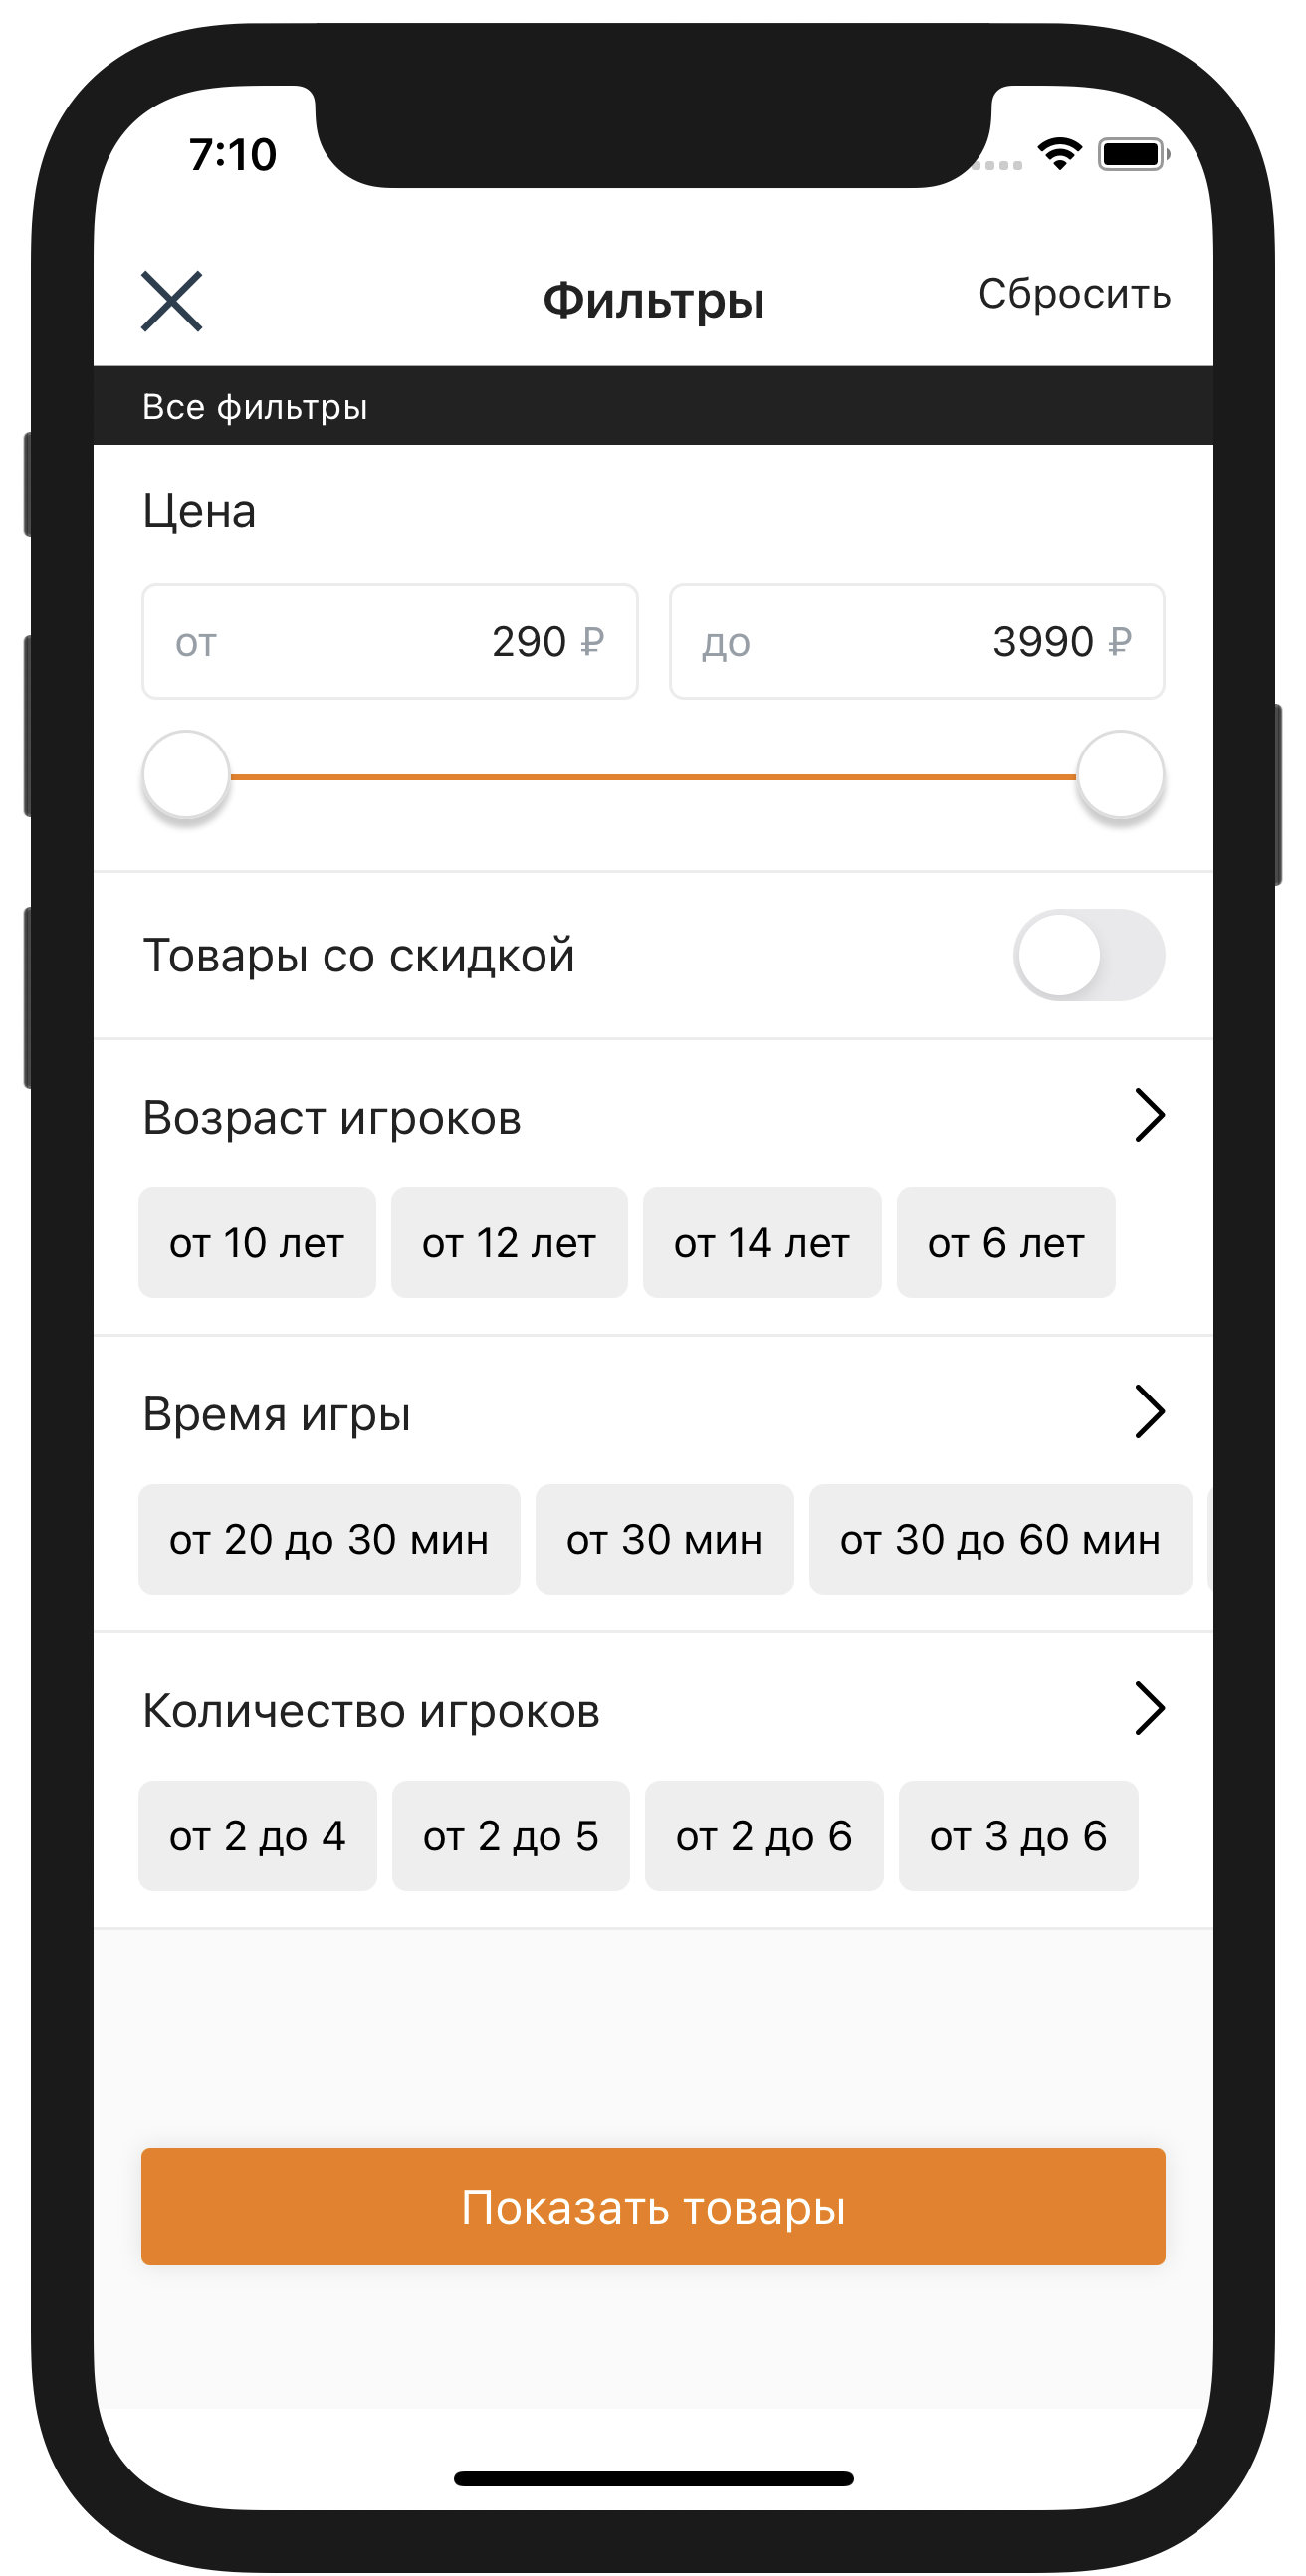 7:10
Фильтры
Сбросить
Все фильтры
Цена
от 290 ₽
до 3990 ₽
Товары со скидкой
Возраст игроков
от 10 лет
от 12 лет
от 14 лет
от 6 лет
Время игры
от 20 до 30 мин
от 30 мин
от 30 до 60 мин
Количество игроков
от 2 до 4
от 2 до 5
от 2 до 6
от 3 до 6
Показать товары